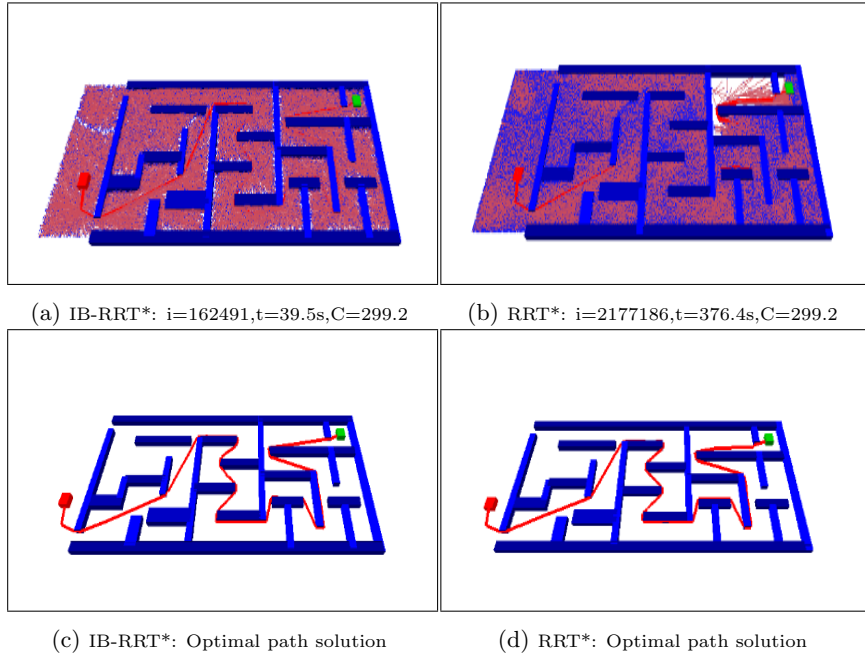 (a) IB-RRT*: i=162491,t=39.5s,C=299.2
(b) RRT*: i=2177186,t=376.4s,C=299.2
(c) IB-RRT*: Optimal path solution
(d) RRT*: Optimal path solution